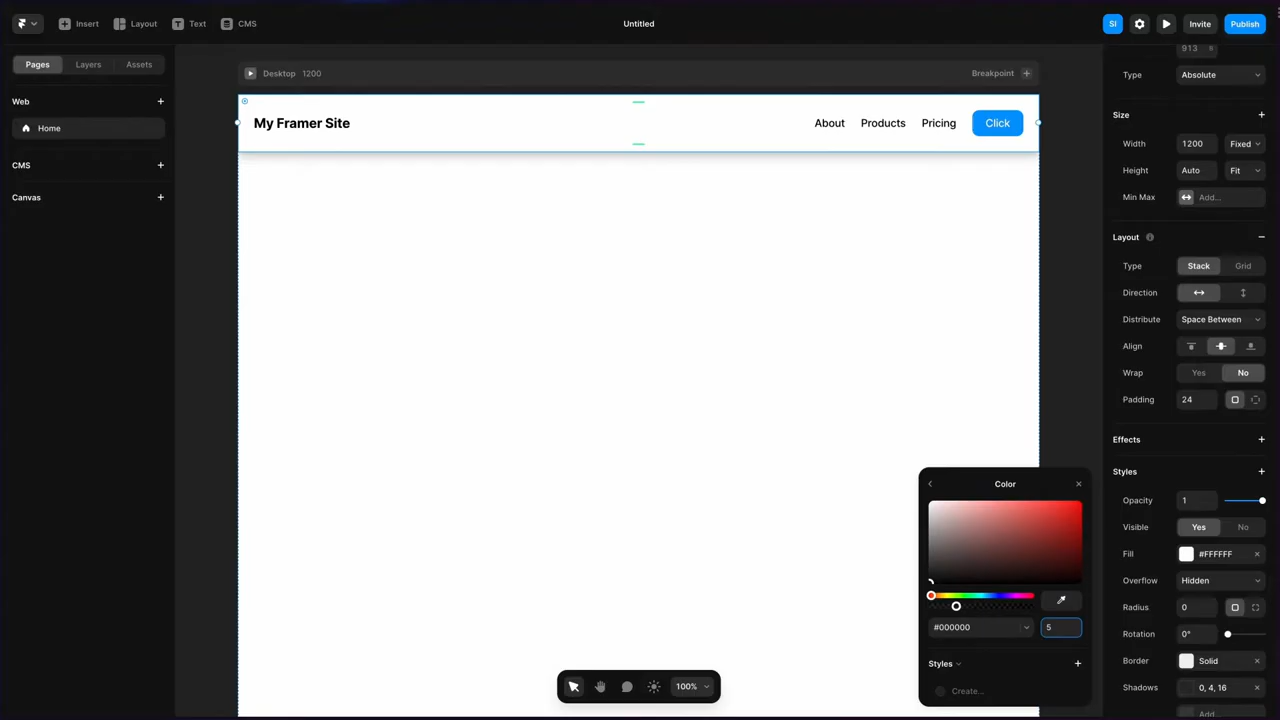 Insert Layout Text CMS Untitled SI Invite Publish
Pages Layers Assets
Web
Home
CMS
Canvas
Desktop 1200 Breakpoint
My Framer Site About Products Pricing Click
100%
Color
#000000 5
Styles
Create...
913
Type Absolute
Size
Width 1200 Fixed
Height Auto Fit
Min Max Add...
Layout
Type Stack Grid
Direction
Distribute Space Between
Align
Wrap Yes No
Padding 24
Effects
Styles
Opacity 1
Visible Yes No
Fill #FFFFFF
Overflow Hidden
Radius 0
Rotation 0°
Border Solid
Shadows 0, 4, 16
Add...